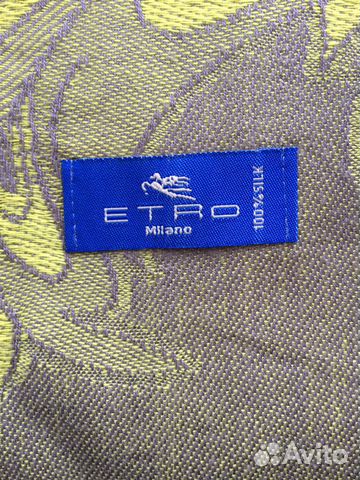 ETRO
Milano
100% SILK
Avito